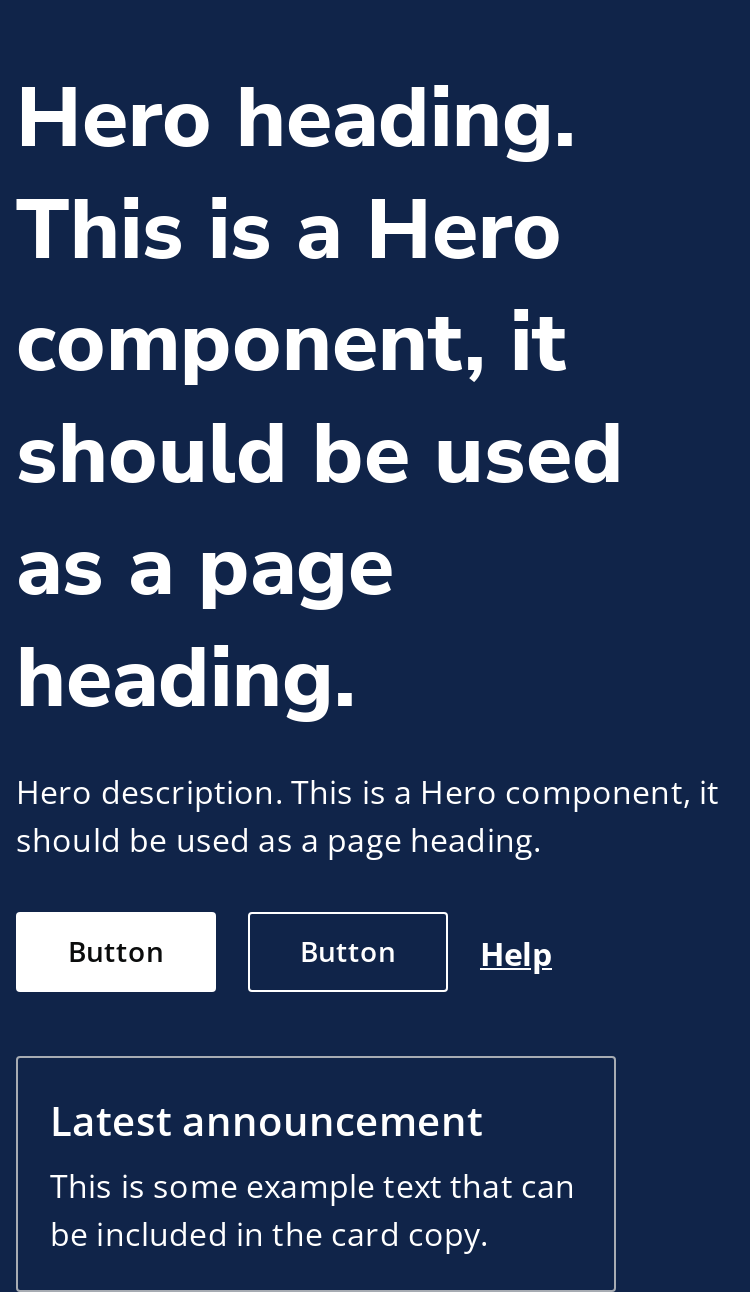 Hero heading.
This is a Hero
component, it
should be used
as a page
heading.
Hero description. This is a Hero component, it
should be used as a page heading.
Button
Button
Help
Latest announcement
This is some example text that can
be included in the card copy.